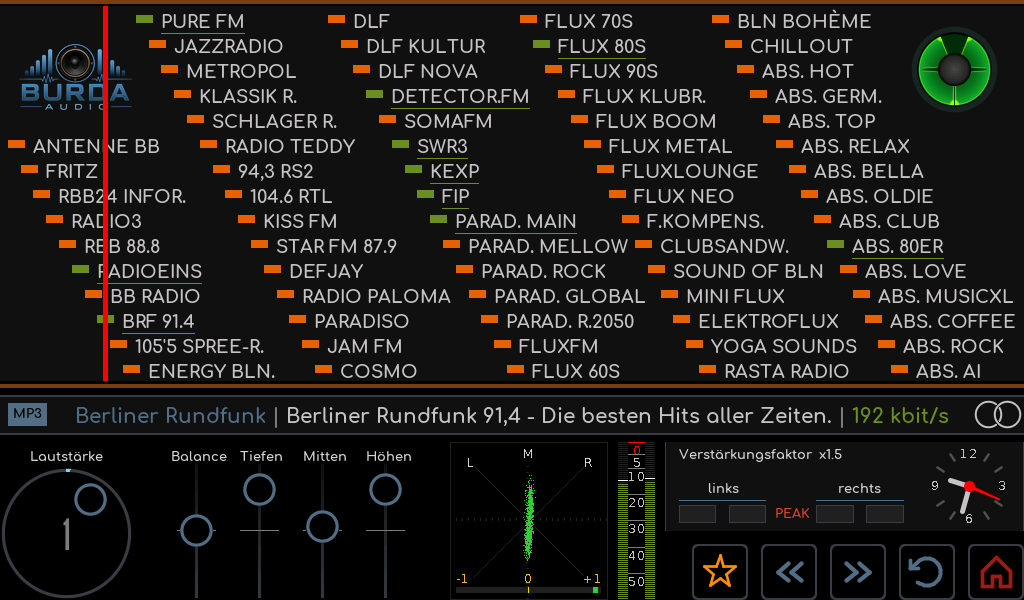 PURE FM DLF FLUX 70S BLN BOHÈME
JAZZRADIO DLF KULTUR FLUX 80S CHILLOUT
METROPOL DLF NOVA FLUX 90S ABS. HOT
BURDA KLASSIK R. DETECTOR.FM FLUX KLUBR. ABS. GERM.
AUDIO
SCHLAGER R. SOMAFM FLUX BOOM ABS. TOP
ANTENNE BB RADIO TEDDY SWR3 FLUX METAL ABS. RELAX
FRITZ 94,3 RS2 KEXP FLUXLOUNGE ABS. BELLA
RBB24 INFOR. 104.6 RTL FIP FLUX NEO ABS. OLDIE
RADIO3 KISS FM PARAD. MAIN F.KOMPENS. ABS. CLUB
RBB 88.8 STAR FM 87.9 PARAD. MELLOW CLUBSANDW. ABS. 80ER
RADIOEINS DEFJAY PARAD. ROCK SOUND OF BLN ABS. LOVE
BB RADIO RADIO PALOMA PARAD. GLOBAL MINI FLUX ABS. MUSICXL
BRF 91.4 PARADISO PARAD. R.2050 ELEKTROFLUX ABS. COFFEE
105'5 SPREE-R. JAM FM FLUXFM YOGA SOUNDS ABS. ROCK
ENERGY BLN. COSMO FLUX 60S RASTA RADIO ABS. AI
MP3 Berliner Rundfunk | Berliner Rundfunk 91,4 - Die besten Hits aller Zeiten. | 192 kbit/s
Lautstärke Balance Tiefen Mitten Höhen
1
M
L R
-1 0 +1
0
5
10
20
30
40
50
Verstärkungsfaktor x1.5
links rechts
PEAK
12
9 3
6